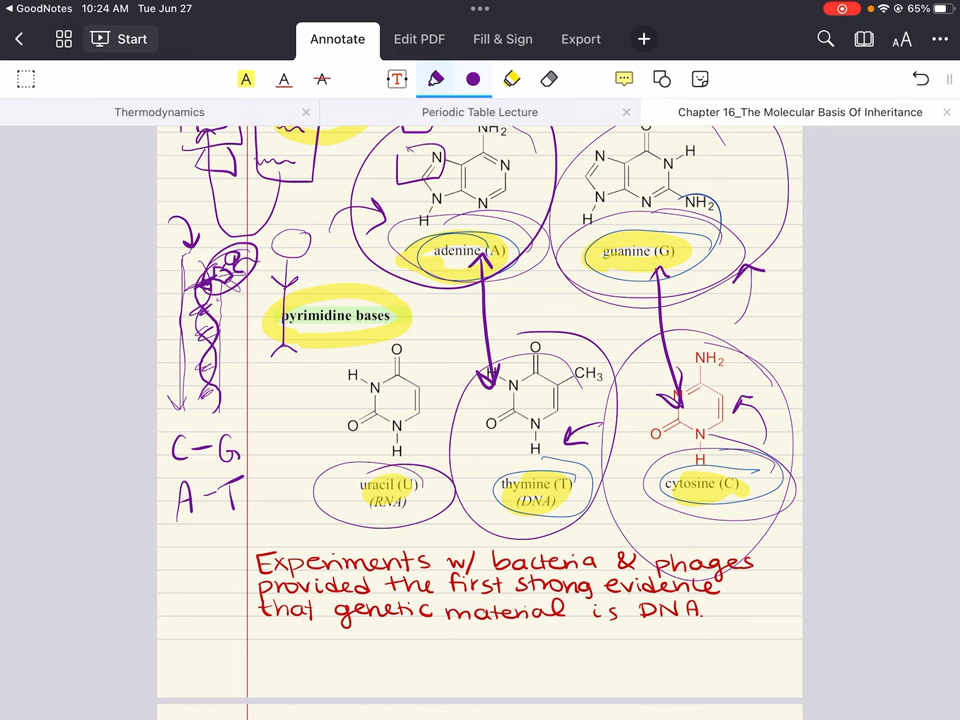 GoodNotes 10:24 AM Tue Jun 27 65%
Start Annotate Edit PDF Fill & Sign Export
A A A T AA
Thermodynamics Periodic Table Lecture Chapter 16_The Molecular Basis Of Inheritance
NH2 O
N N N N H
N N N N NH2
H H
adenine (A) guanine (G)
pyrimidine bases
O O NH2
H N H N CH3 N
O N O N O N
H H H
C-G
A-T
uracil (U) thymine (T) cytosine (C)
(RNA) (DNA)
Experiments w/ bacteria & phages
provided the first strong evidence
that genetic material is DNA.